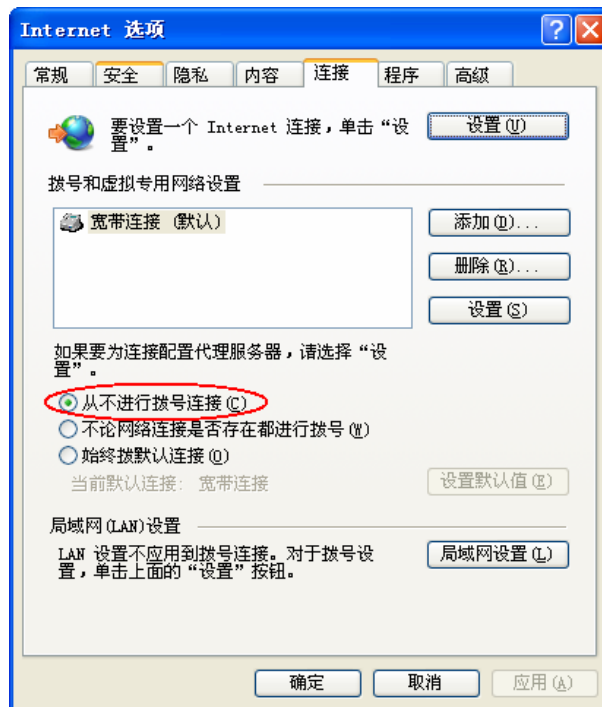 Internet 选项
常规 安全 隐私 内容 连接 程序 高级
要设置一个 Internet 连接，单击“设置”。
设置(U)
拨号和虚拟专用网络设置
宽带连接 (默认)
添加(D)...
删除(R)...
设置(S)
如果要为连接配置代理服务器，请选择“设
置”。
从不进行拨号连接(C)
不论网络连接是否存在都进行拨号(W)
始终拨默认连接(O)
当前默认连接： 宽带连接
设置默认值(E)
局域网(LAN)设置
LAN 设置不应用到拨号连接。对于拨号设
置，单击上面的“设置”按钮。
局域网设置(L)
确定 取消 应用(A)